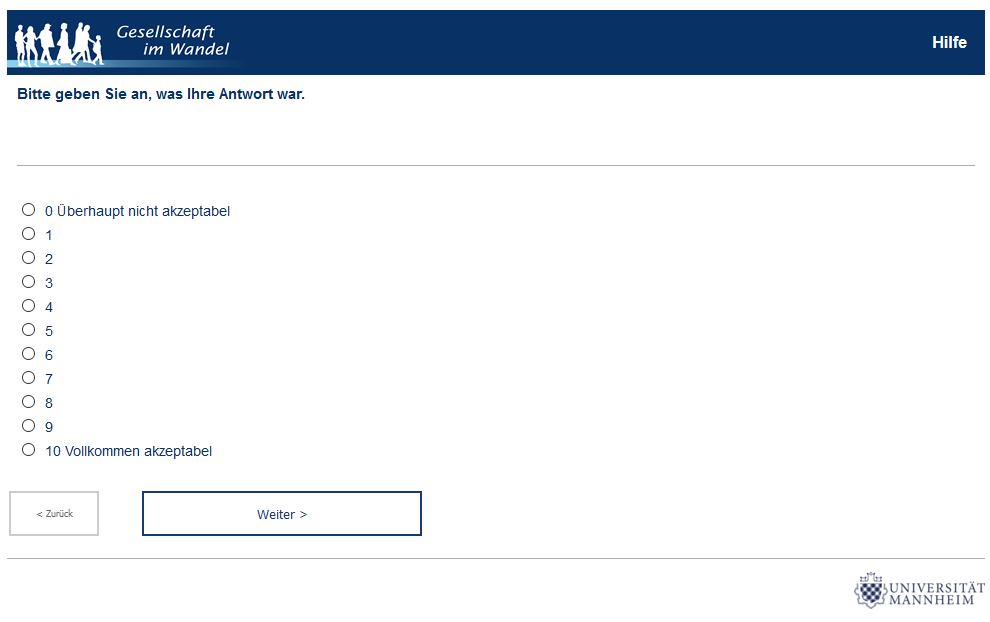 Gesellschaft
im Wandel
Hilfe
Bitte geben Sie an, was Ihre Antwort war.
0 Überhaupt nicht akzeptabel
1
2
3
4
5
6
7
8
9
10 Vollkommen akzeptabel
< Zurück
Weiter >
UNIVERSITÄT
MANNHEIM